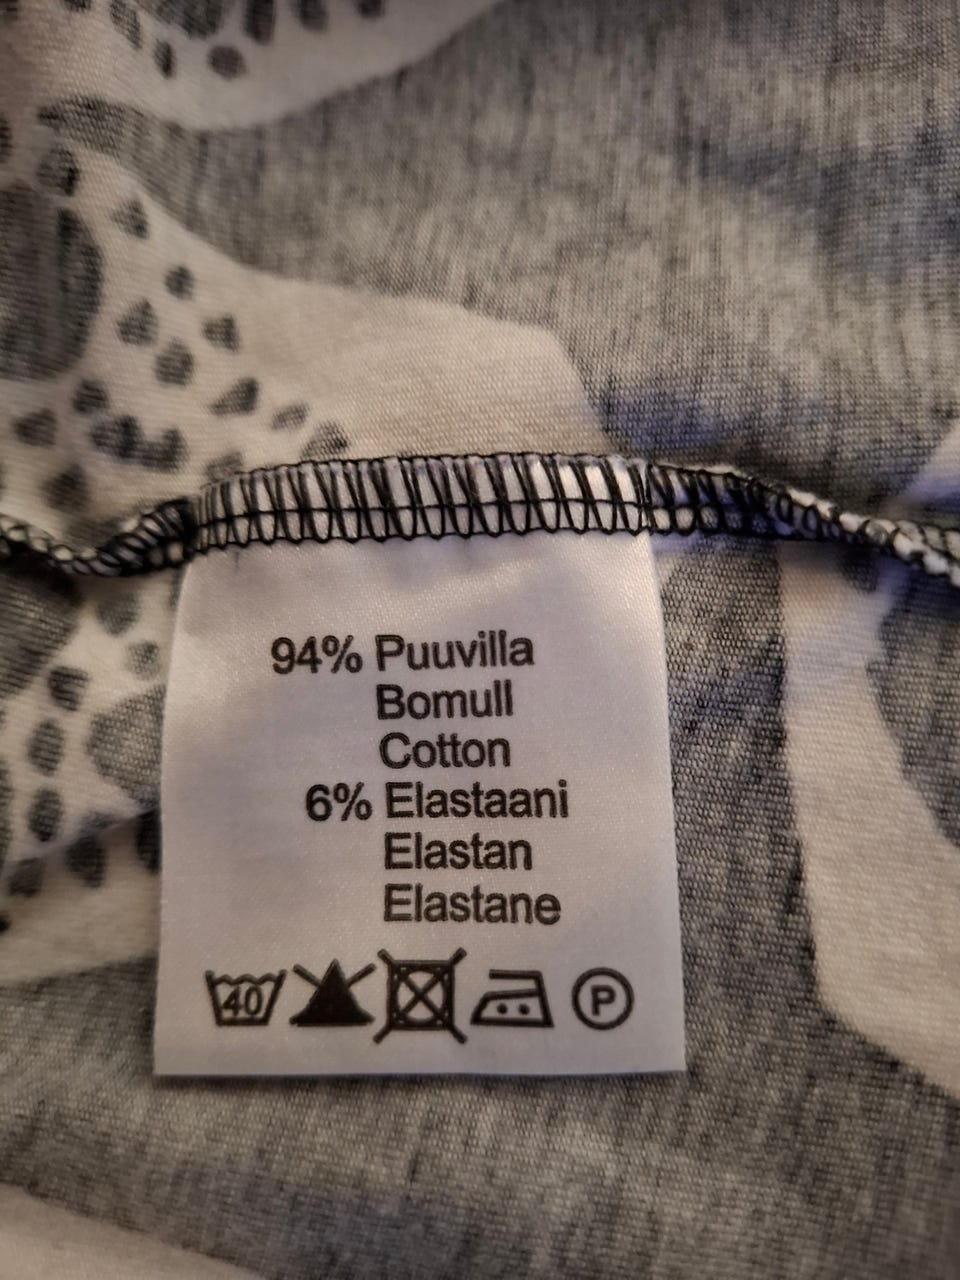 94% Puuvilla
Bomull
Cotton
6% Elastaani
Elastan
Elastane
40 P